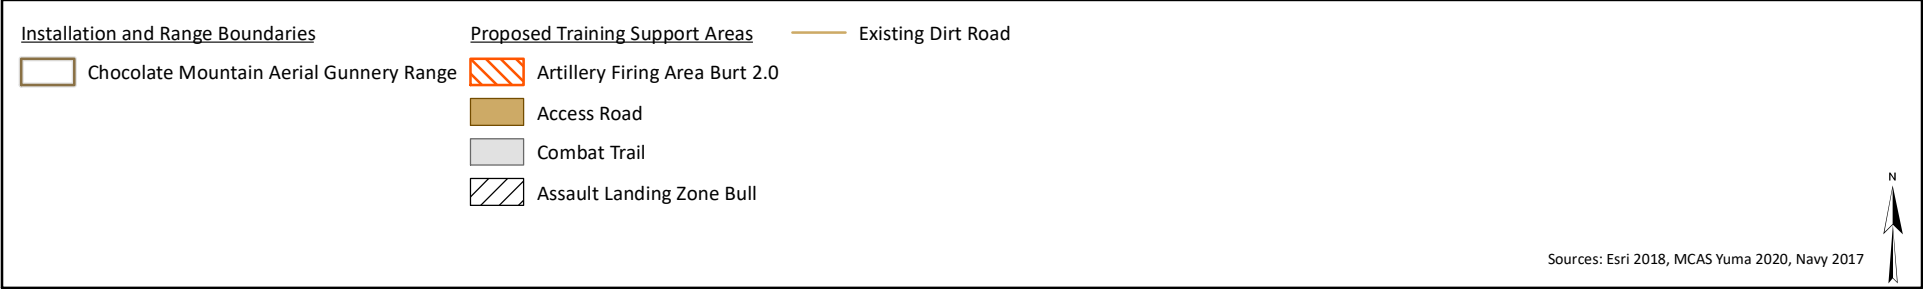 Installation and Range Boundaries
Chocolate Mountain Aerial Gunnery Range
Proposed Training Support Areas
Artillery Firing Area Burt 2.0
Access Road
Combat Trail
Assault Landing Zone Bull
Existing Dirt Road
N
Sources: Esri 2018, MCAS Yuma 2020, Navy 2017